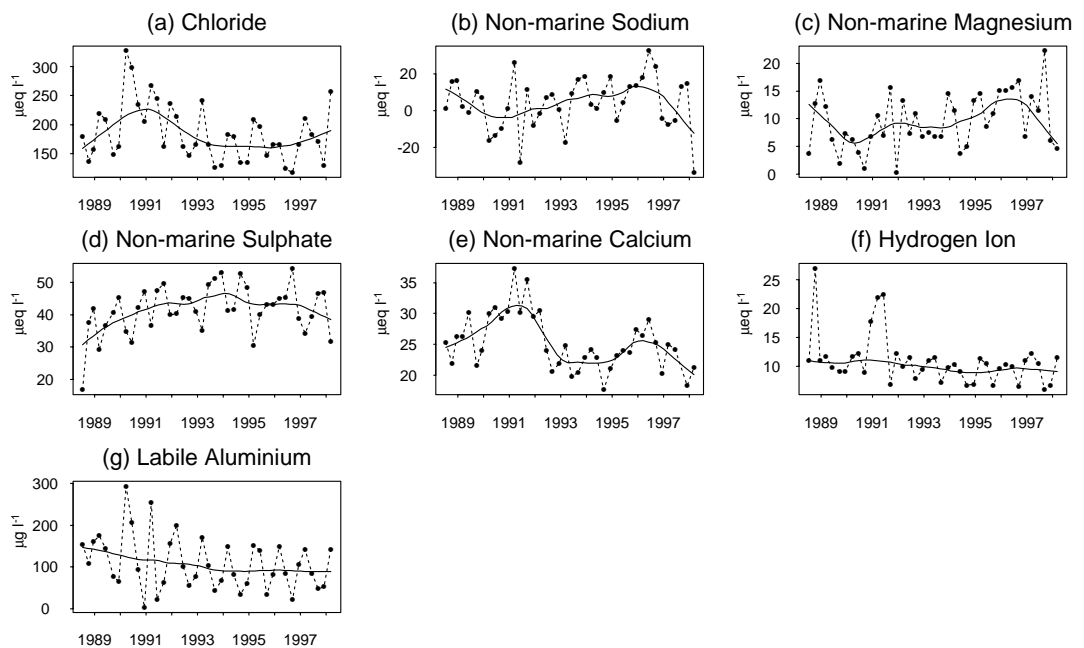 (a) Chloride
(b) Non-marine Sodium
(c) Non-marine Magnesium
µeq l-1
300
250
200
150
1989 1991 1993 1995 1997
µeq l-1
20
0
-20
1989 1991 1993 1995 1997
µeq l-1
20
15
10
5
0
1989 1991 1993 1995 1997
(d) Non-marine Sulphate
(e) Non-marine Calcium
(f) Hydrogen Ion
µeq l-1
50
40
30
20
1989 1991 1993 1995 1997
µeq l-1
35
30
25
20
1989 1991 1993 1995 1997
µeq l-1
25
20
15
10
1989 1991 1993 1995 1997
(g) Labile Aluminium
µg l-1
300
200
100
0
1989 1991 1993 1995 1997